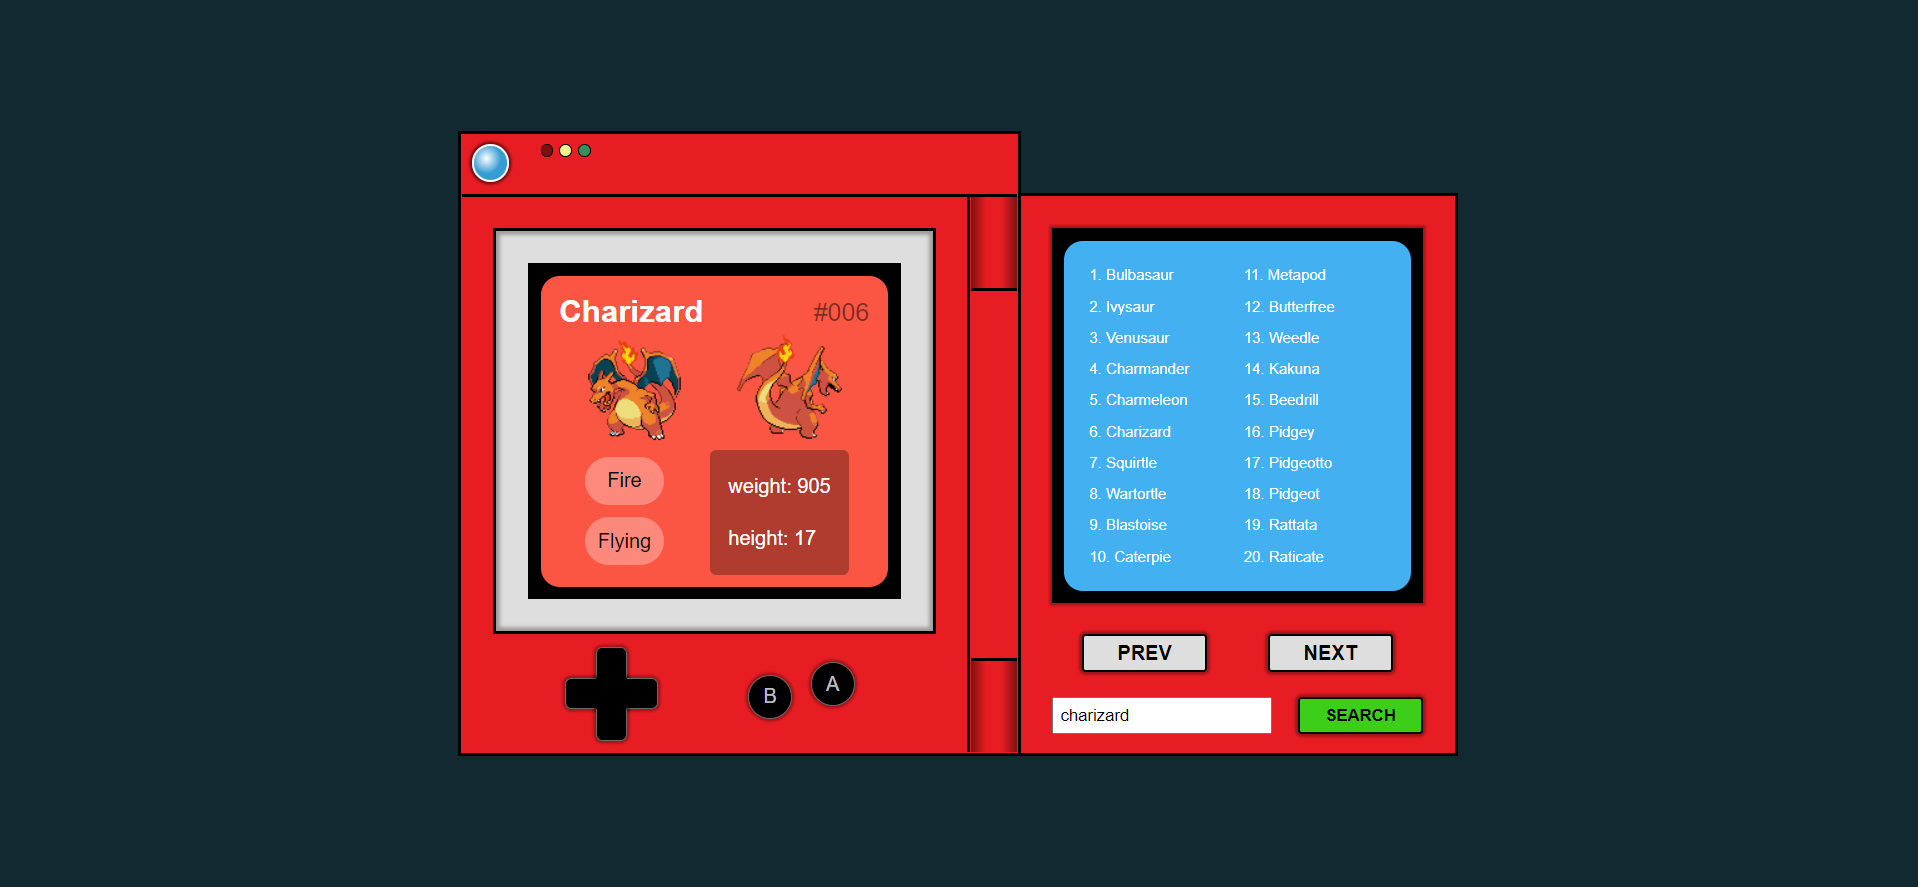 Charizard
#006
Fire
Flying
weight: 905
height: 17
B
A
1. Bulbasaur
2. Ivysaur
3. Venusaur
4. Charmander
5. Charmeleon
6. Charizard
7. Squirtle
8. Wartortle
9. Blastoise
10. Caterpie
11. Metapod
12. Butterfree
13. Weedle
14. Kakuna
15. Beedrill
16. Pidgey
17. Pidgeotto
18. Pidgeot
19. Rattata
20. Raticate
PREV
NEXT
charizard
SEARCH